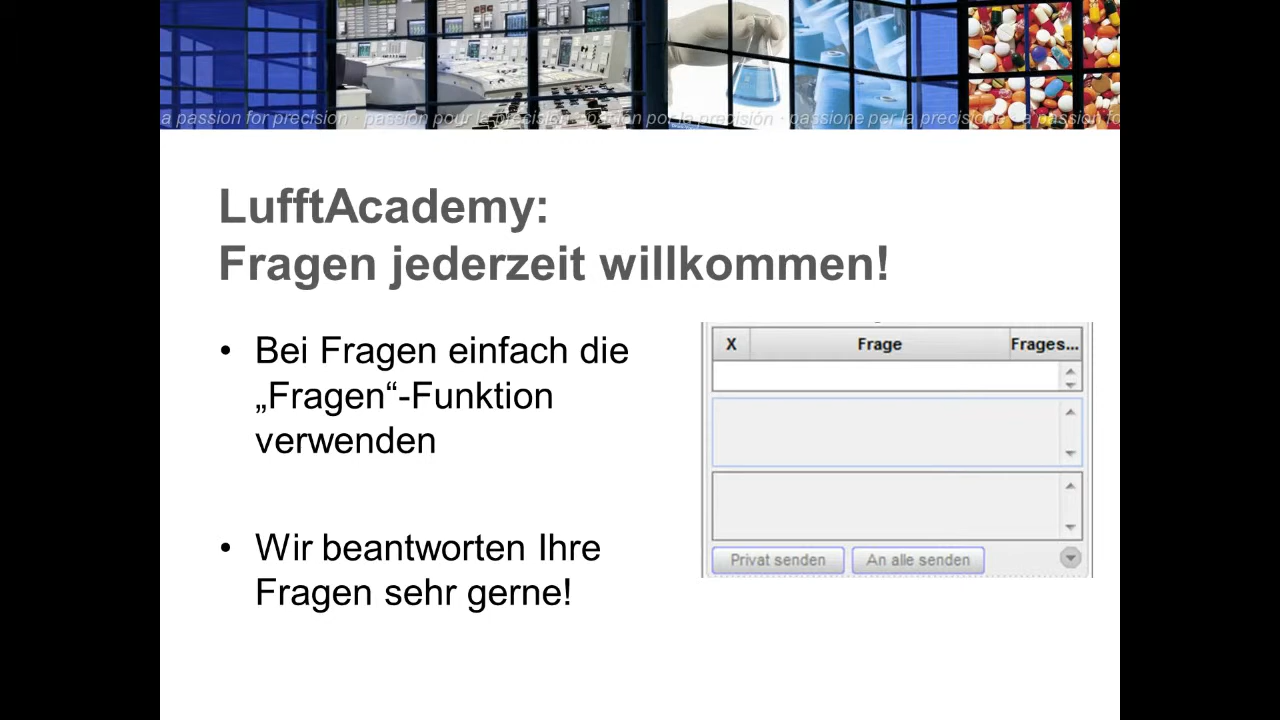 a passion for precision · passion pour la précision · pasión por la precisión · passione per la precisione · a passion fo
LufftAcademy:
Fragen jederzeit willkommen!
• Bei Fragen einfach die
„Fragen“-Funktion
verwenden
• Wir beantworten Ihre
Fragen sehr gerne!
X Frage Frages...
Privat senden An alle senden